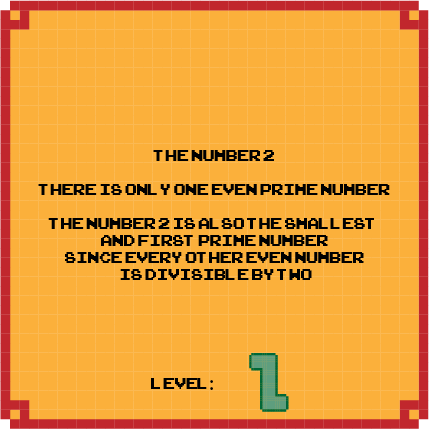 THE NUMBER 2
THERE IS ONLY ONE EVEN PRIME NUMBER
THE NUMBER 2 IS ALSO THE SMALLEST
AND FIRST PRIME NUMBER
SINCE EVERY OTHER EVEN NUMBER
IS DIVISIBLE BY TWO
LEVEL: 1